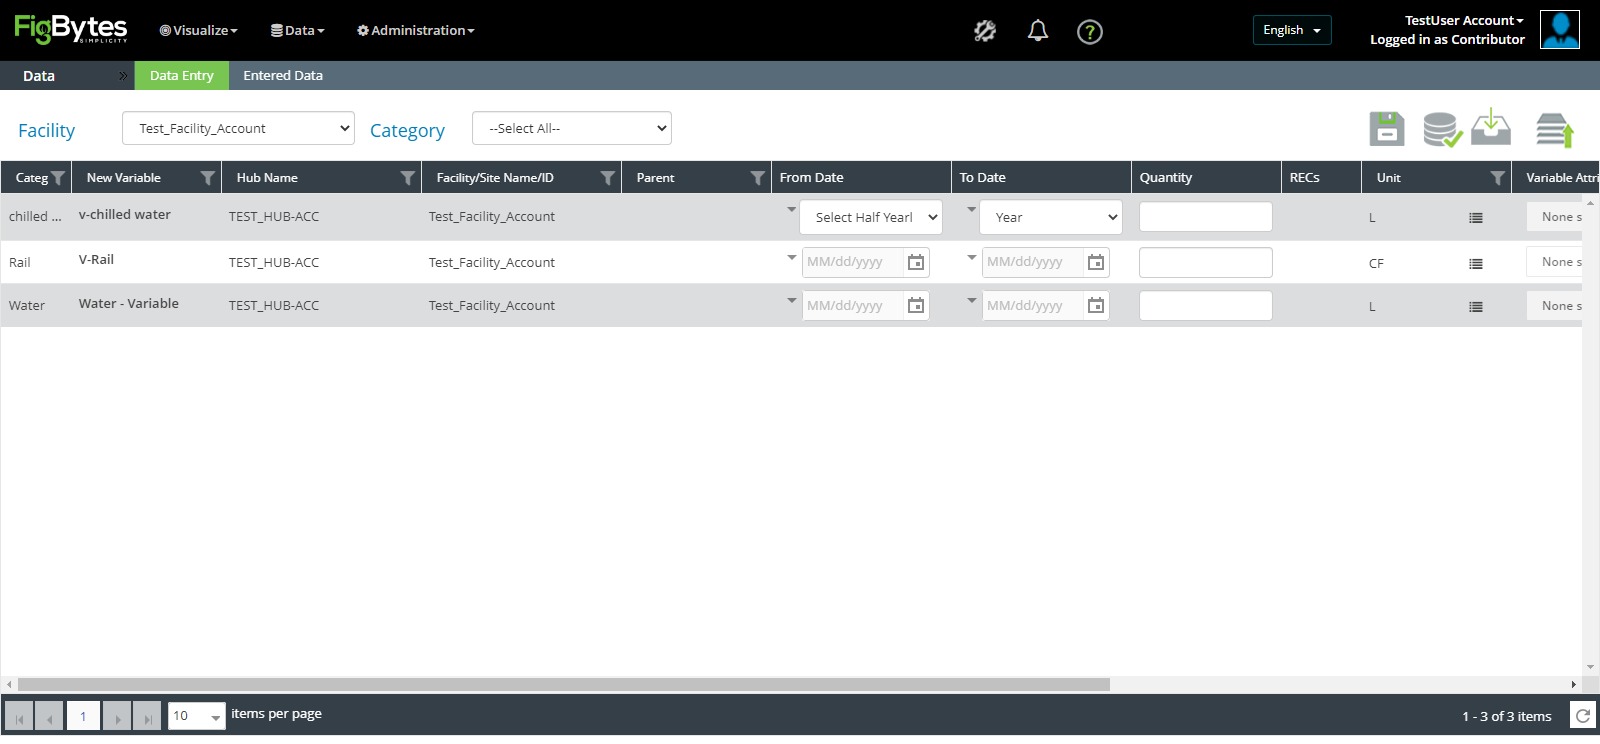 FigBytes
SIMPLICITY
Visualize
Data
Administration
?
English
TestUser Account
Logged in as Contributor
Data
Data Entry
Entered Data
Facility
Test_Facility_Account
Category
--Select All--
Categ
New Variable
Hub Name
Facility/Site Name/ID
Parent
From Date
To Date
Quantity
RECs
Unit
Variable Attri
chilled ...
v-chilled water
TEST_HUB-ACC
Test_Facility_Account
Select Half Yearl
Year
L
None s
Rail
V-Rail
TEST_HUB-ACC
Test_Facility_Account
MM/dd/yyyy
MM/dd/yyyy
CF
None s
Water
Water - Variable
TEST_HUB-ACC
Test_Facility_Account
MM/dd/yyyy
MM/dd/yyyy
L
None s
1
10
items per page
1 - 3 of 3 items